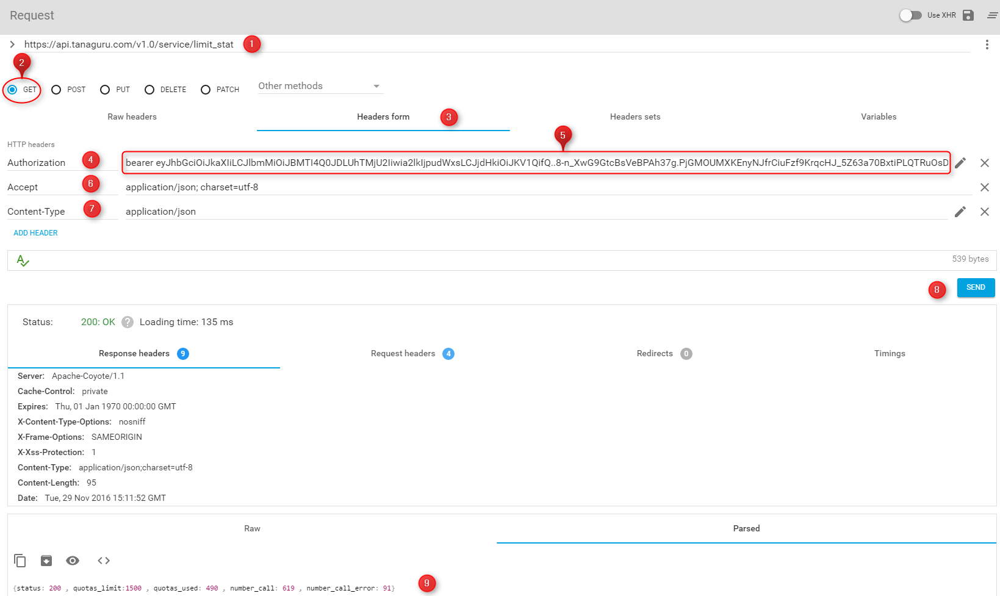 Request
Use XHR
https://api.tanaguru.com/v1.0/service/limit_stat 1
2
GET POST PUT DELETE PATCH Other methods
Raw headers Headers form 3 Headers sets Variables
5
HTTP headers
Authorization 4 bearer eyJhbGciOiJkaXIiLCJlbmMiOiJBMTI4Q0JDLUhTMjU2Iiwia2lkIjpudWxsLCJjdHkiOiJKV1QifQ..8-n_XwG9GtcBsVeBPAh37g.PjGMOUMXKEnyNJfrCiuFzf9KrqcHJ_5Z63a70BxtiPLQTRuOsD
Accept 6 application/json; charset=utf-8
Content-Type 7 application/json
ADD HEADER
539 bytes
8 SEND
Status: 200: OK ? Loading time: 135 ms
Response headers 9 Request headers 4 Redirects 0 Timings
Server: Apache-Coyote/1.1
Cache-Control: private
Expires: Thu, 01 Jan 1970 00:00:00 GMT
X-Content-Type-Options: nosniff
X-Frame-Options: SAMEORIGIN
X-Xss-Protection: 1
Content-Type: application/json;charset=utf-8
Content-Length: 95
Date: Tue, 29 Nov 2016 15:11:52 GMT
Raw Parsed
{status: 200 , quotas_limit:1500 , quotas_used: 490 , number_call: 619 , number_call_error: 91} 9